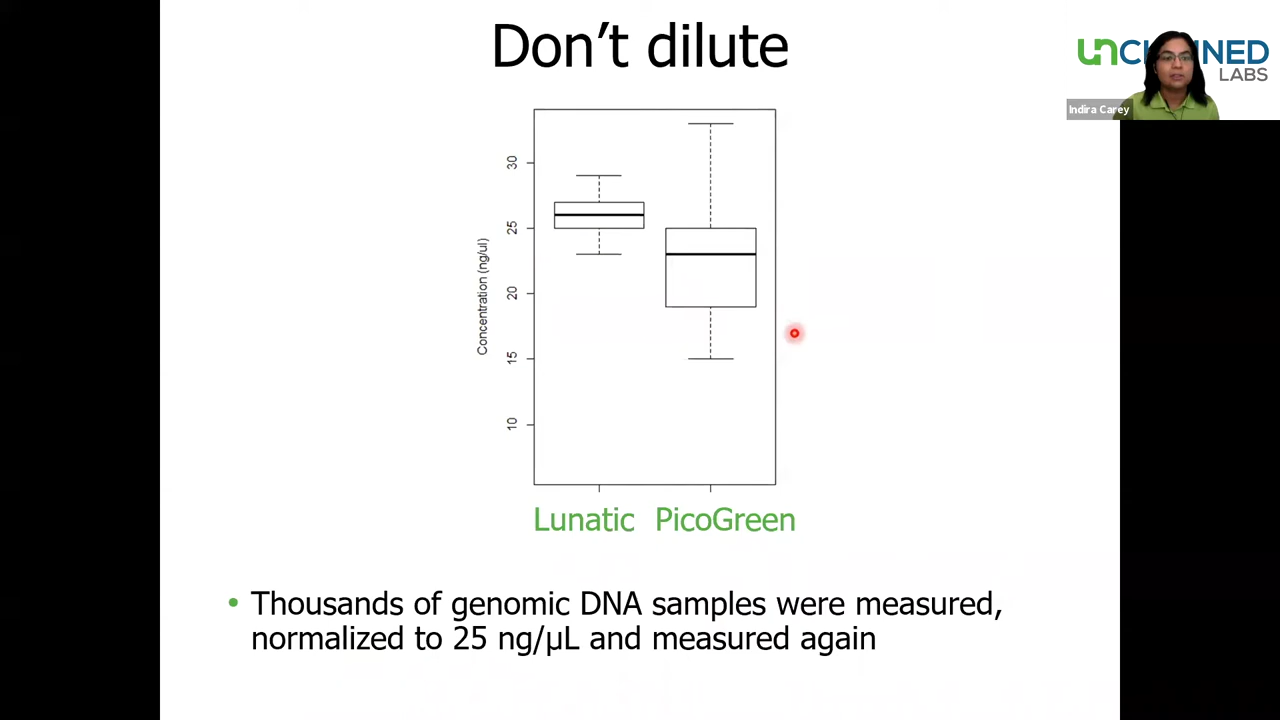 Don’t dilute
UNCHAINED
LABS
Indira Carey
30
25
20
15
10
Concentration (ng/ul)
Lunatic PicoGreen
• Thousands of genomic DNA samples were measured,
normalized to 25 ng/µL and measured again